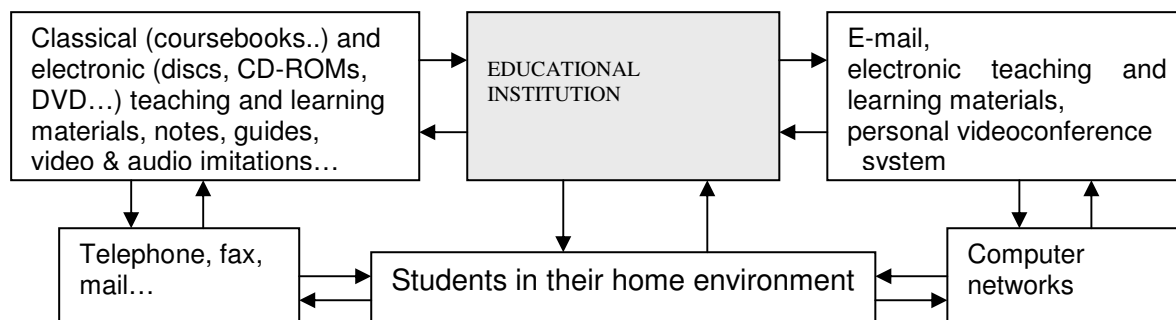 Classical (coursebooks..) and
electronic (discs, CD-ROMs,
DVD…) teaching and learning
materials, notes, guides,
video & audio imitations…
EDUCATIONAL
INSTITUTION
E-mail,
electronic teaching and
learning materials,
personal videoconference
system
Telephone, fax,
mail…
Students in their home environment
Computer
networks